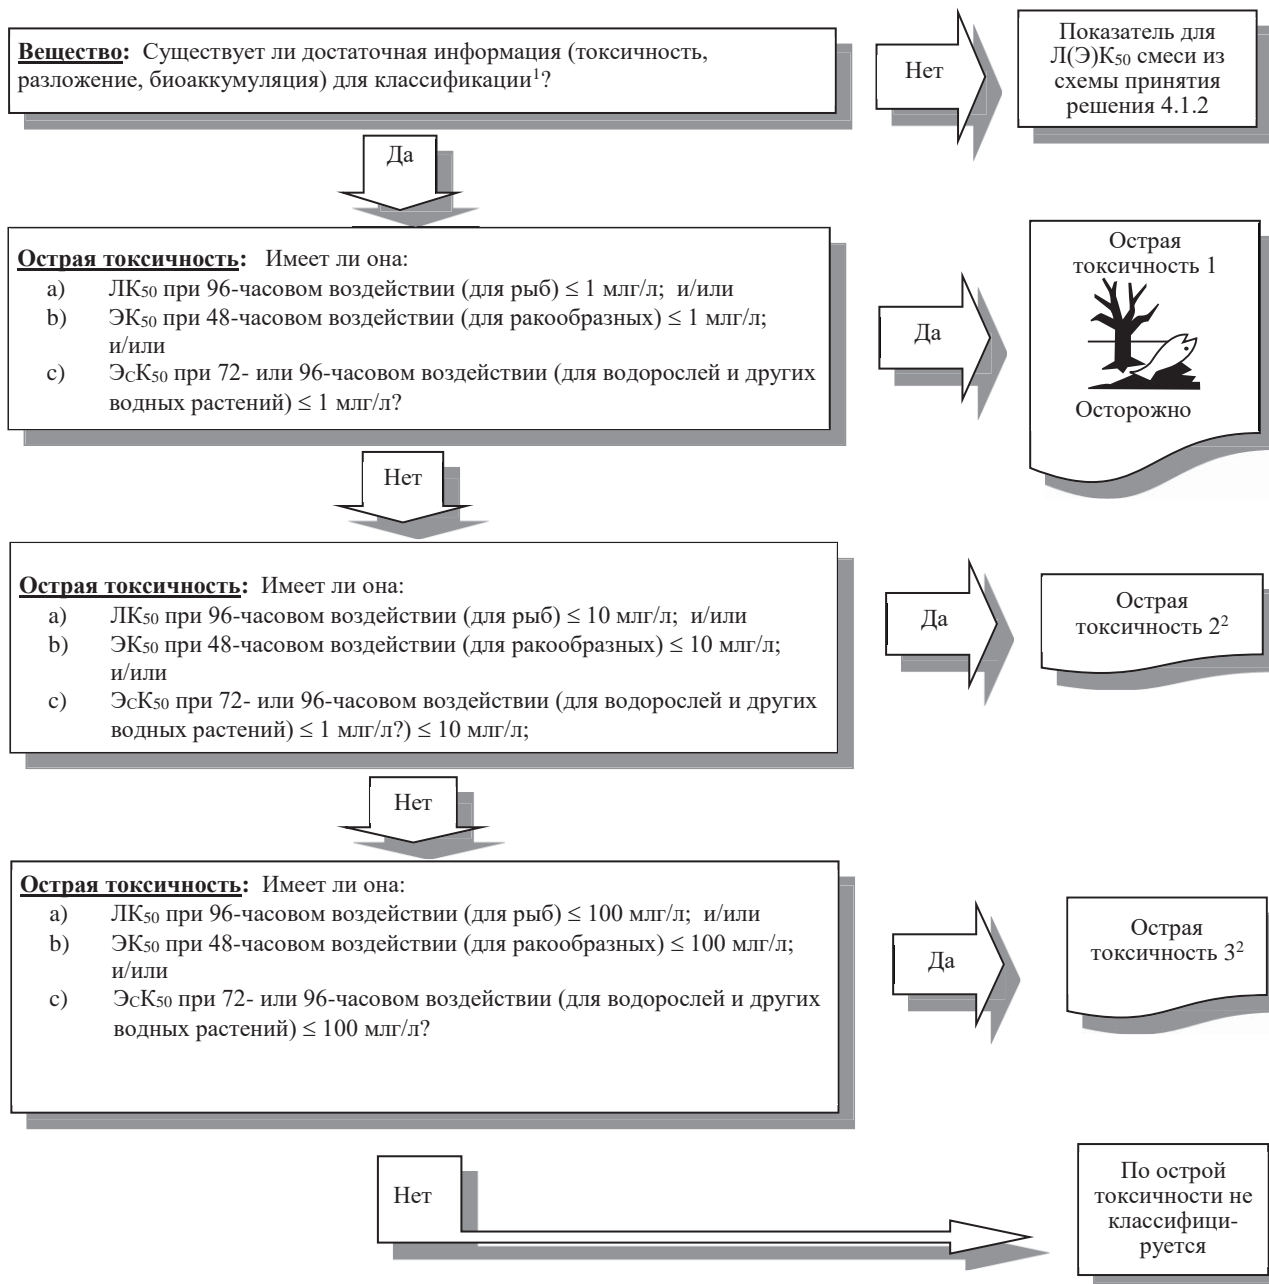 Вещество: Существует ли достаточная информация (токсичность,
разложение, биоаккумуляция) для классификации¹?
Нет
Показатель для
Л(Э)К₅₀ смеси из
схемы принятия
решения 4.1.2
Да
Острая токсичность: Имеет ли она:
a) ЛК₅₀ при 96-часовом воздействии (для рыб) ≤ 1 млг/л; и/или
b) ЭК₅₀ при 48-часовом воздействии (для ракообразных) ≤ 1 млг/л;
и/или
c) ЭсК₅₀ при 72- или 96-часовом воздействии (для водорослей и других
водных растений) ≤ 1 млг/л?
Да
Острая
токсичность 1
Осторожно
Нет
Острая токсичность: Имеет ли она:
a) ЛК₅₀ при 96-часовом воздействии (для рыб) ≤ 10 млг/л; и/или
b) ЭК₅₀ при 48-часовом воздействии (для ракообразных) ≤ 10 млг/л;
и/или
c) ЭсК₅₀ при 72- или 96-часовом воздействии (для водорослей и других
водных растений) ≤ 1 млг/л?) ≤ 10 млг/л;
Да
Острая
токсичность 2²
Нет
Острая токсичность: Имеет ли она:
a) ЛК₅₀ при 96-часовом воздействии (для рыб) ≤ 100 млг/л; и/или
b) ЭК₅₀ при 48-часовом воздействии (для ракообразных) ≤ 100 млг/л;
и/или
c) ЭсК₅₀ при 72- или 96-часовом воздействии (для водорослей и других
водных растений) ≤ 100 млг/л?
Да
Острая
токсичность 3²
Нет
По острой
токсичности не
классифици-
руется